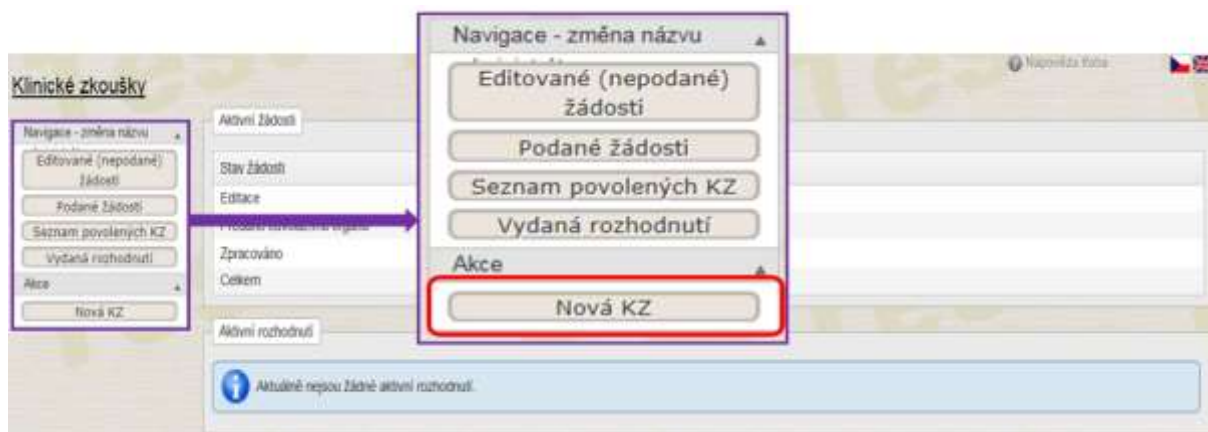 Klinické zkoušky
Nápověda
Navigace - změna názvu
Editované (nepodané)
žádosti
Podané žádosti
Seznam povolených KZ
Vydaná rozhodnutí
Akce
Nová KZ
Aktivní žádosti
Stav žádosti
Editace
Zpracováno
Celkem
Navigace - změna názvu
Editované (nepodané)
žádosti
Podané žádosti
Seznam povolených KZ
Vydaná rozhodnutí
Akce
Nová KZ
Aktivní rozhodnutí
Aktuálně nejsou žádné aktivní rozhodnutí.